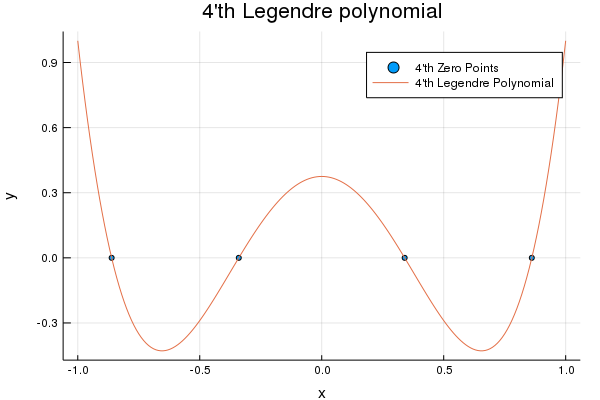 4'th Legendre polynomial
4'th Zero Points
4'th Legendre Polynomial
0.9
0.6
0.3
0.0
-0.3
y
-1.0 -0.5 0.0 0.5 1.0
x